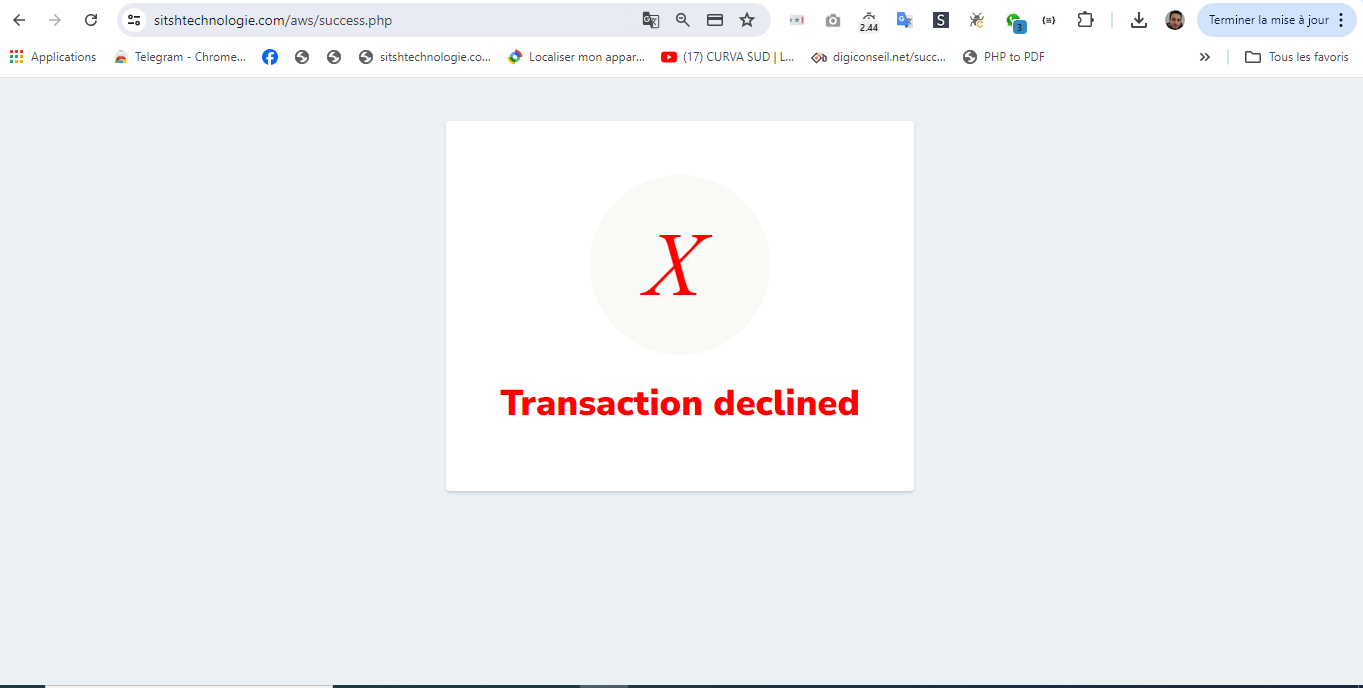 sitshtechnologie.com/aws/success.php
2.44
S
C
3
{≡}
Terminer la mise à jour
Applications
Telegram - Chrome...
sitshtechnologie.co...
Localiser mon appar...
(17) CURVA SUD | L...
digiconseil.net/succ...
PHP to PDF
Tous les favoris
X
Transaction declined